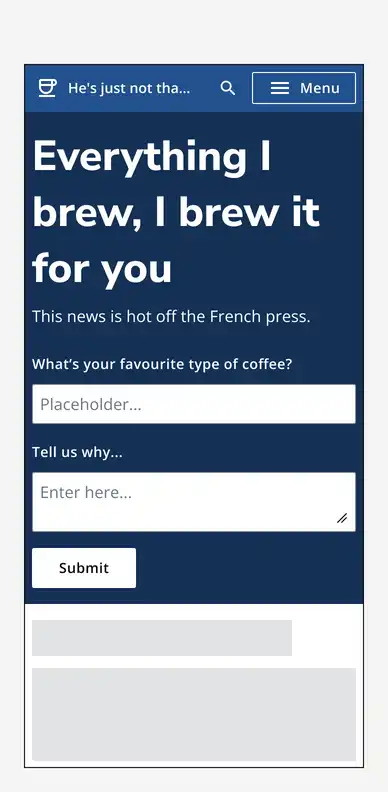 He's just not tha...
Menu
Everything I
brew, I brew it
for you
This news is hot off the French press.
What's your favourite type of coffee?
Placeholder...
Tell us why...
Enter here...
Submit